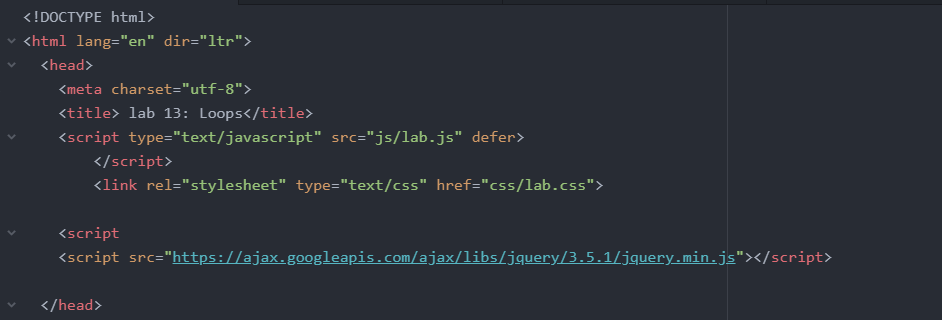 <!DOCTYPE html>
<html lang="en" dir="ltr">
<head>
<meta charset="utf-8">
<title> lab 13: Loops</title>
<script type="text/javascript" src="js/lab.js" defer>
</script>
<link rel="stylesheet" type="text/css" href="css/lab.css">
<script
<script src="https://ajax.googleapis.com/ajax/libs/jquery/3.5.1/jquery.min.js"></script>
</head>